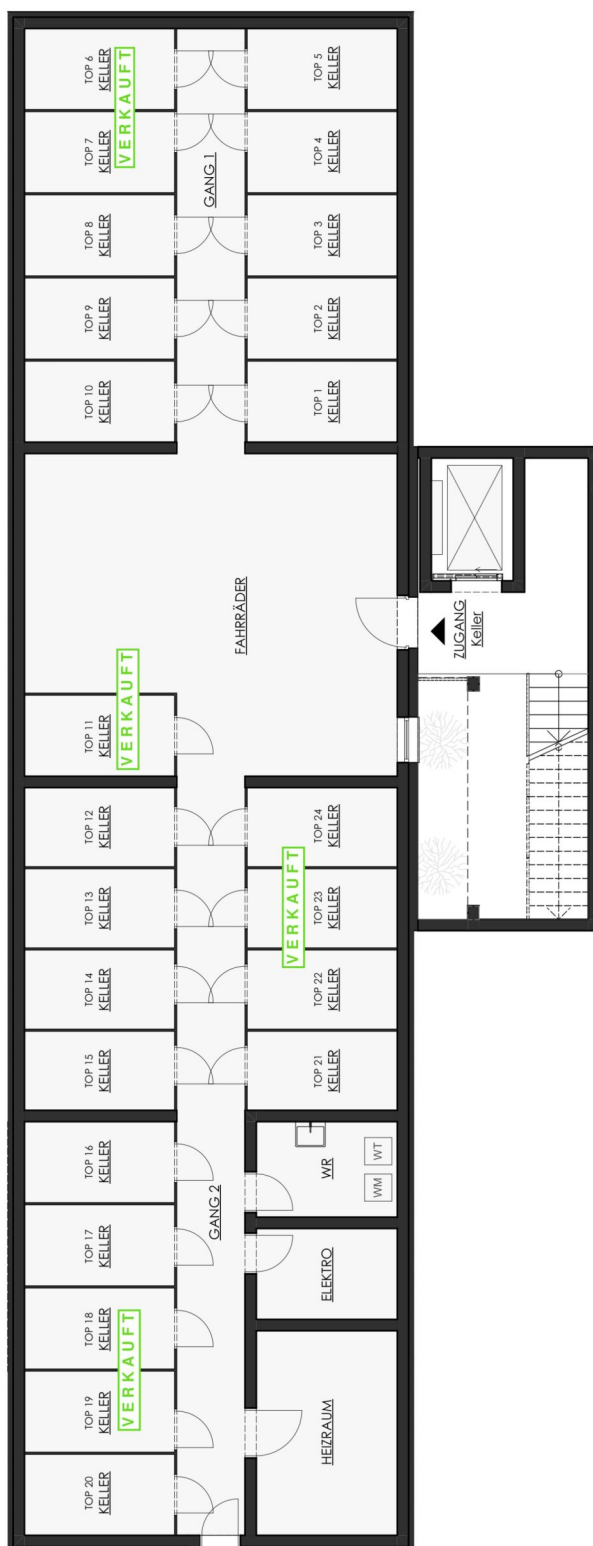 TOP 6
KELLER
TOP 7
KELLER
VERKAUFT
TOP 8
KELLER
TOP 9
KELLER
TOP 10
KELLER
GANG 1
TOP 5
KELLER
TOP 4
KELLER
TOP 3
KELLER
TOP 2
KELLER
TOP 1
KELLER
FAHRRÄDER
ZUGANG
Keller
TOP 11
KELLER
VERKAUFT
TOP 12
KELLER
TOP 13
KELLER
TOP 14
KELLER
TOP 15
KELLER
TOP 24
KELLER
TOP 23
KELLER
VERKAUFT
TOP 22
KELLER
TOP 21
KELLER
TOP 16
KELLER
TOP 17
KELLER
TOP 18
KELLER
VERKAUFT
TOP 19
KELLER
TOP 20
KELLER
GANG 2
WR
WT
WM
ELEKTRO
HEIZRAUM